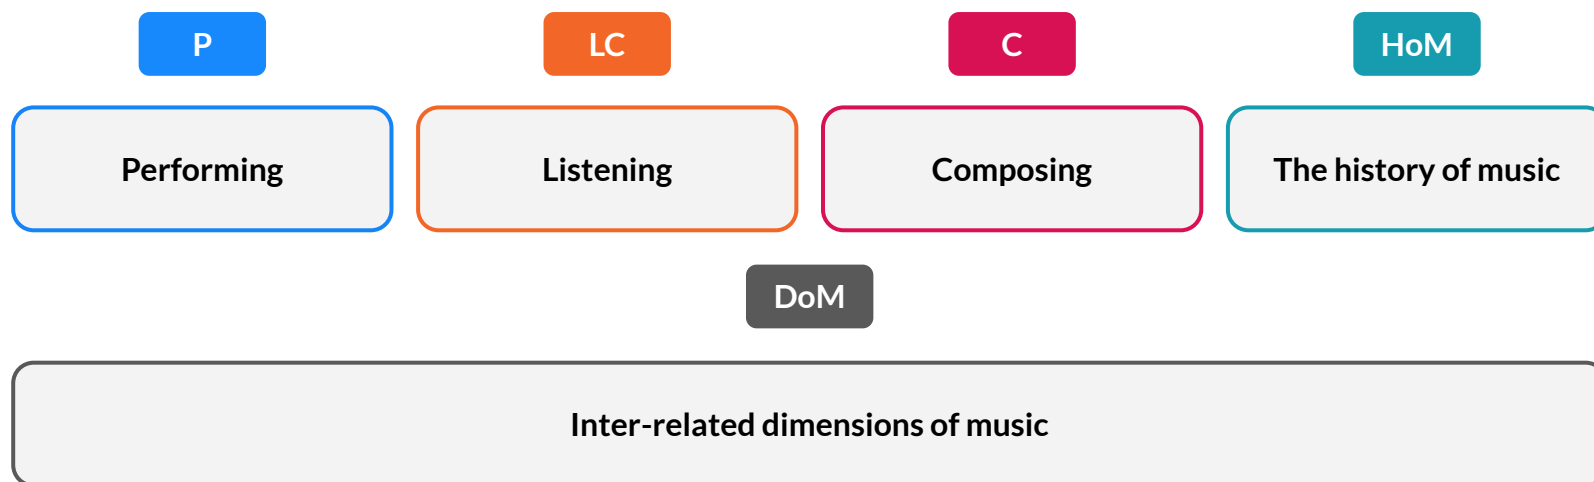 P
LC
C
HoM
Performing
Listening
Composing
The history of music
DoM
Inter-related dimensions of music